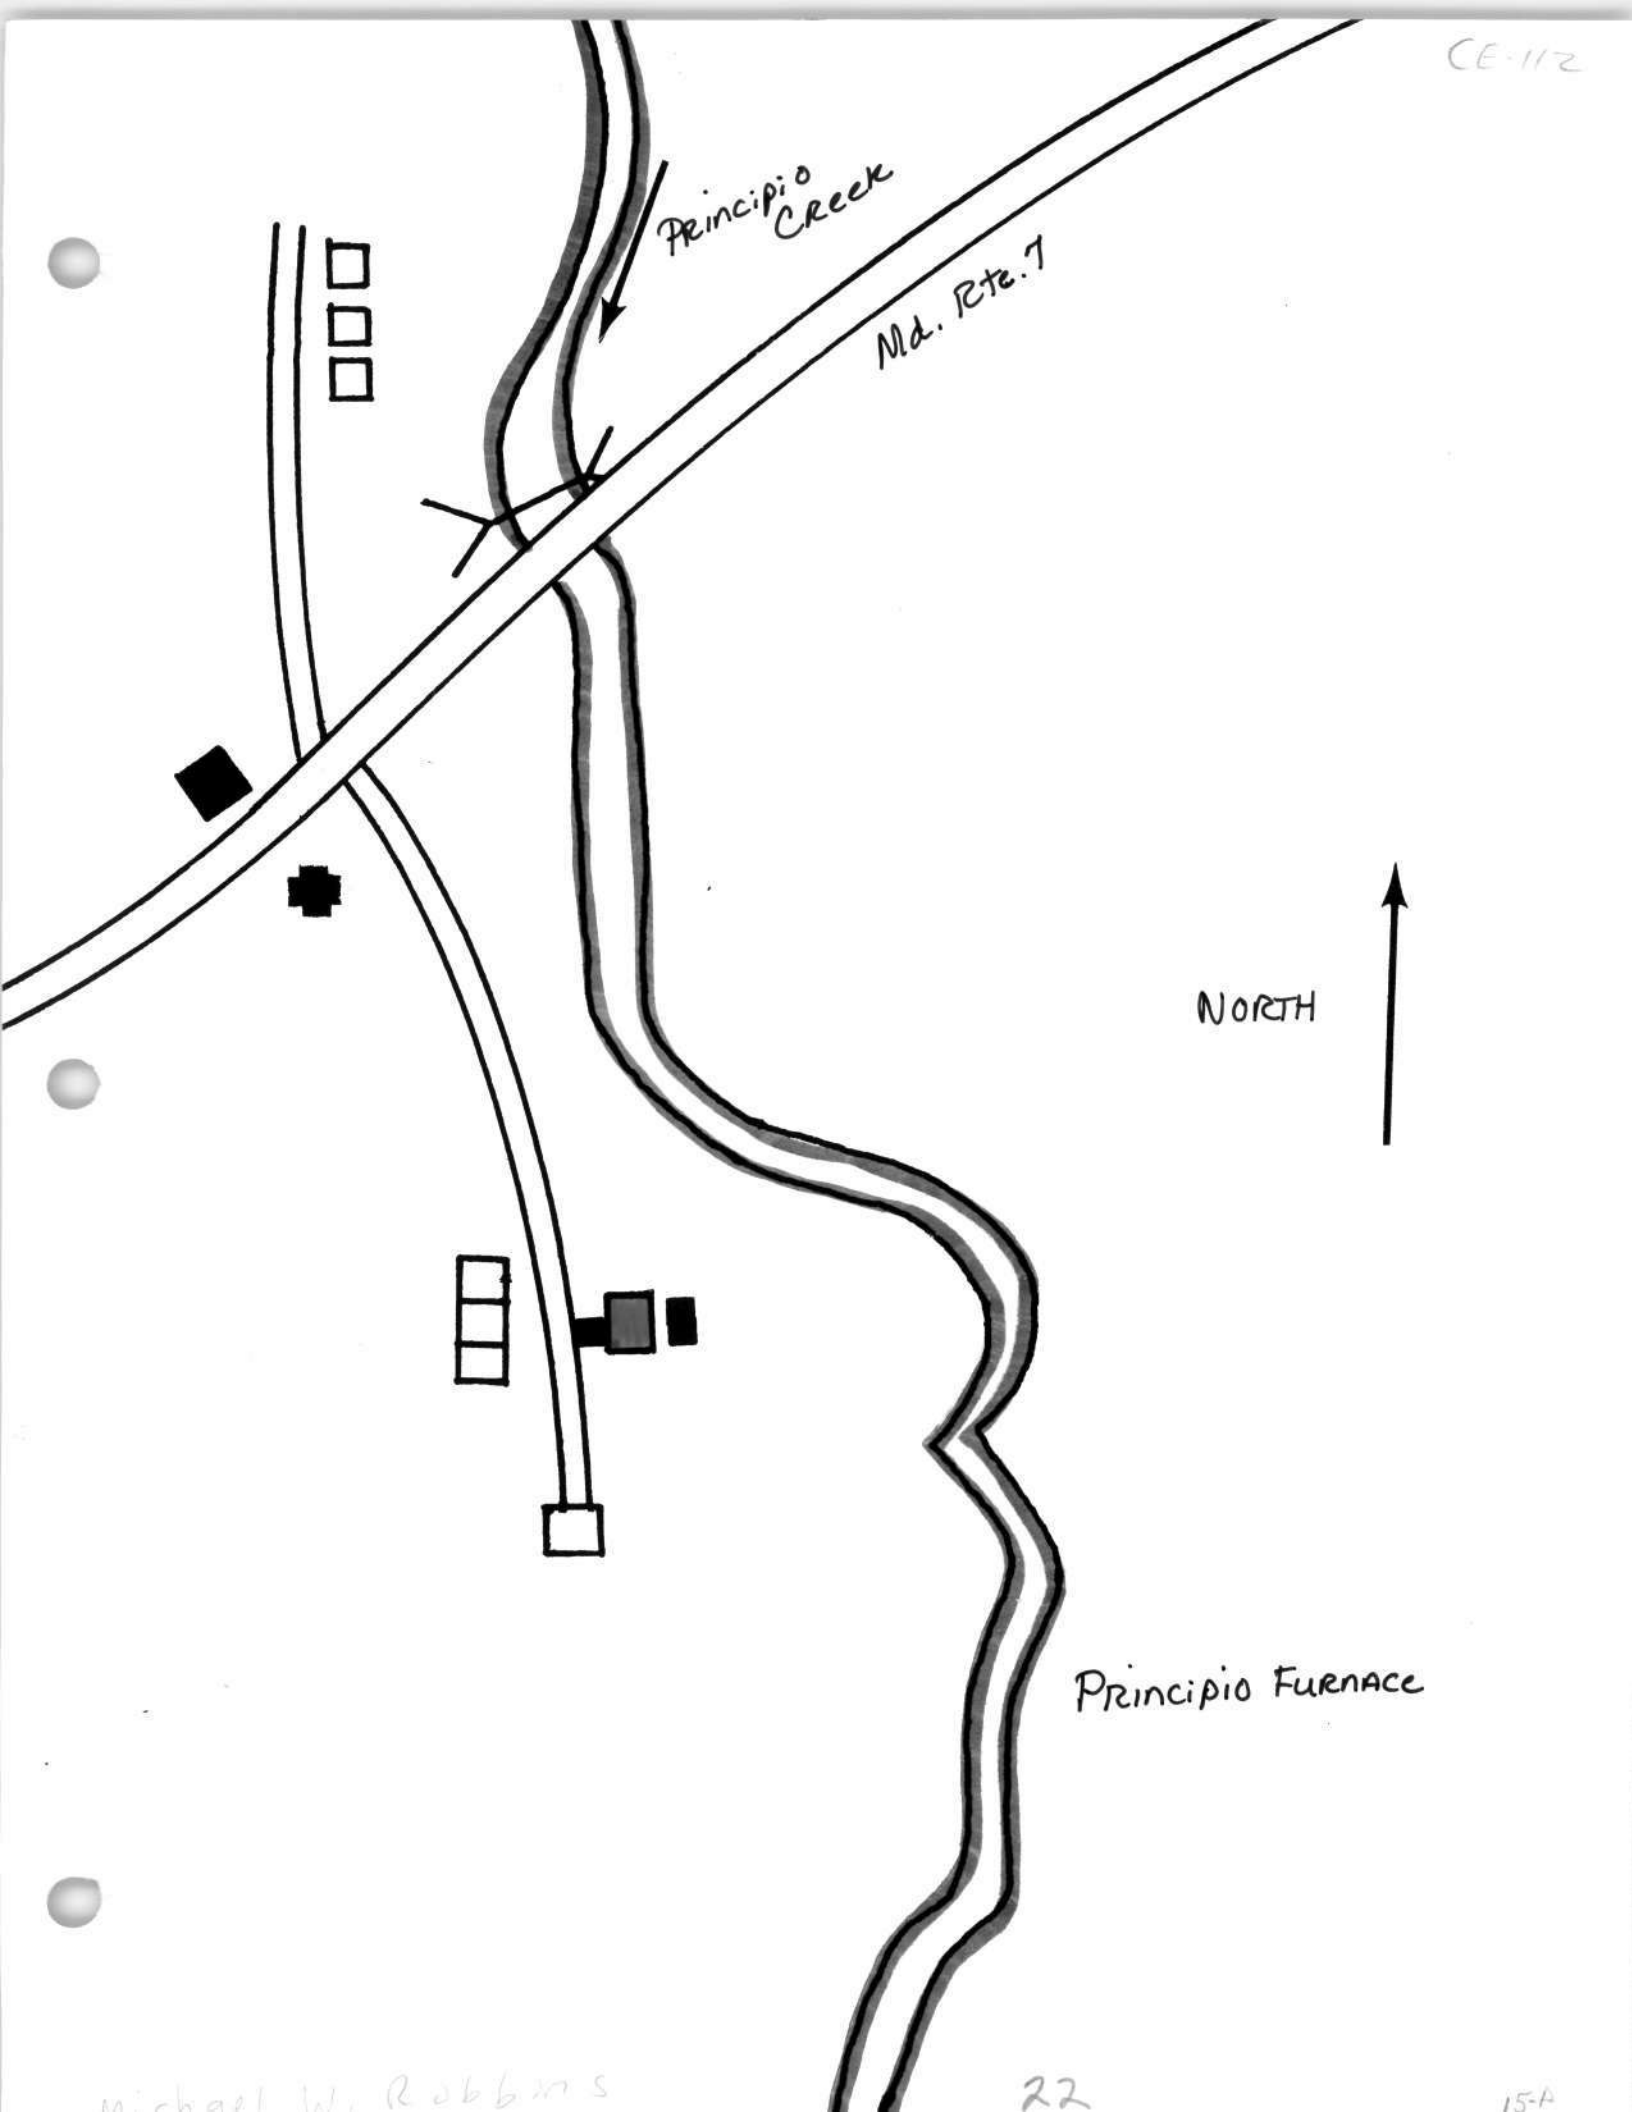 CE-112
Principio
Creek
Md. Rte. 7
NORTH
Principio Furnace
Michael W. Robbins
22
15-A